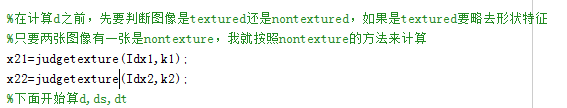 %在计算d之前，先要判断图像是textured还是nontextured，如果是textured要略去形状特征
%只要两张图像有一张是nontexture，我就按照nontexture的方法来计算
x21=judgetexture(Idx1,k1);
x22=judgetexture(Idx2,k2);
%下面开始算d,ds,dt